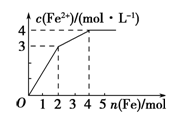 c(Fe²⁺)/(mol · L⁻¹)
4
3
O 1 2 3 4 5 n(Fe)/mol